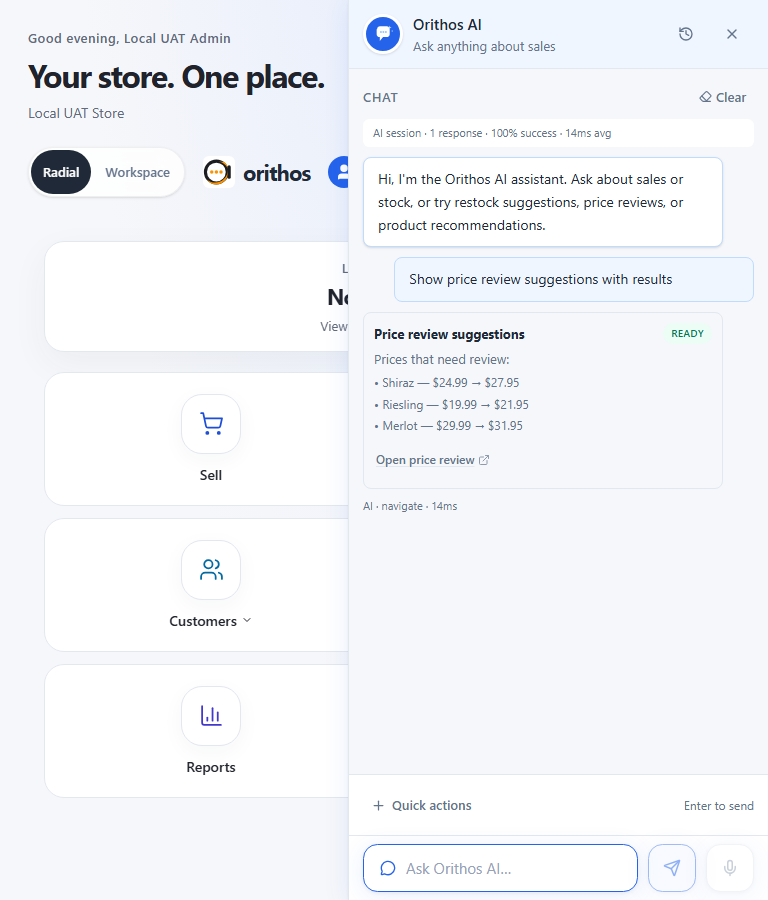 Good evening, Local UAT Admin
Your store. One place.
Local UAT Store
Radial
Workspace
orithos
View
Sell
Customers
Reports
Orithos AI
Ask anything about sales
CHAT
Clear
AI session · 1 response · 100% success · 14ms avg
Hi, I'm the Orithos AI assistant. Ask about sales or
stock, or try restock suggestions, price reviews, or
product recommendations.
Show price review suggestions with results
Price review suggestions
READY
Prices that need review:
• Shiraz — $24.99 → $27.95
• Riesling — $19.99 → $21.95
• Merlot — $29.99 → $31.95
Open price review
AI · navigate · 14ms
+ Quick actions
Enter to send
Ask Orithos AI...